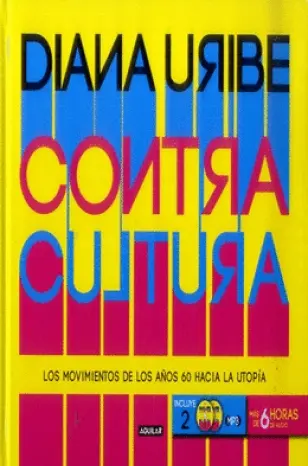 DIANA URIBE
CONTRA
CULTURA
LOS MOVIMIENTOS DE LOS AÑOS 60 HACIA LA UTOPÍA
AGUILAR
INCLUYE
2
MP3
MÁS
DE
6 HORAS
DE AUDIO